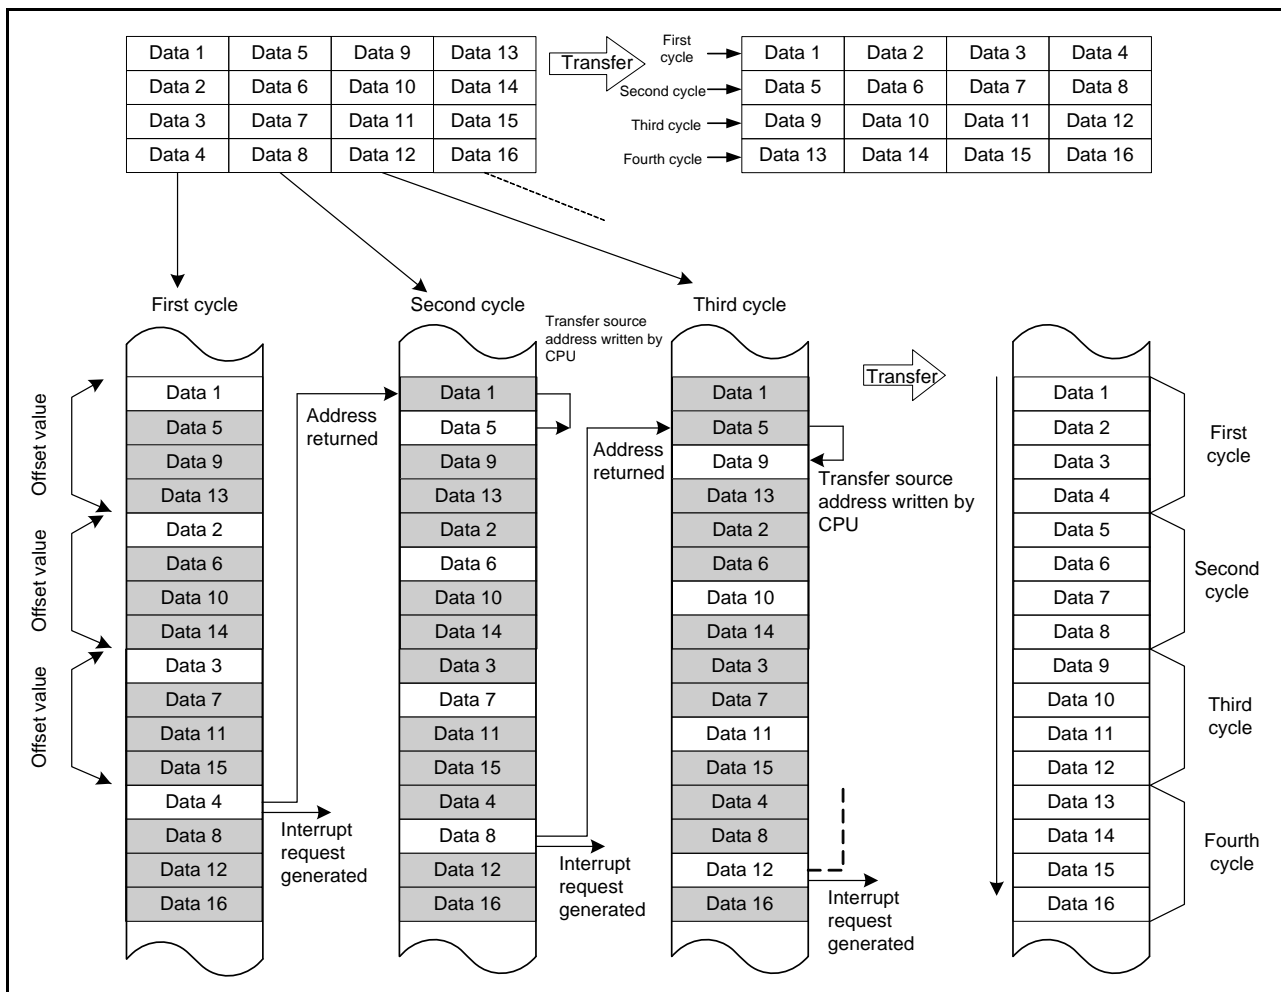 Data 1 Data 5 Data 9 Data 13
Data 2 Data 6 Data 10 Data 14
Data 3 Data 7 Data 11 Data 15
Data 4 Data 8 Data 12 Data 16
Transfer
First
cycle
Second cycle
Third cycle
Fourth cycle
Data 1 Data 2 Data 3 Data 4
Data 5 Data 6 Data 7 Data 8
Data 9 Data 10 Data 11 Data 12
Data 13 Data 14 Data 15 Data 16
First cycle
Offset value
Offset value
Offset value
Data 1
Data 5
Data 9
Data 13
Data 2
Data 6
Data 10
Data 14
Data 3
Data 7
Data 11
Data 15
Data 4
Data 8
Data 12
Data 16
Address
returned
Interrupt
request
generated
Second cycle
Transfer source
address written by
CPU
Data 1
Data 5
Data 9
Data 13
Data 2
Data 6
Data 10
Data 14
Data 3
Data 7
Data 11
Data 15
Data 4
Data 8
Data 12
Data 16
Address
returned
Interrupt
request
generated
Third cycle
Data 1
Data 5
Data 9
Data 13
Data 2
Data 6
Data 10
Data 14
Data 3
Data 7
Data 11
Data 15
Data 4
Data 8
Data 12
Data 16
Transfer source
address written by
CPU
Interrupt
request
generated
Transfer
Data 1
Data 2
Data 3
Data 4
Data 5
Data 6
Data 7
Data 8
Data 9
Data 10
Data 11
Data 12
Data 13
Data 14
Data 15
Data 16
First
cycle
Second
cycle
Third
cycle
Fourth
cycle